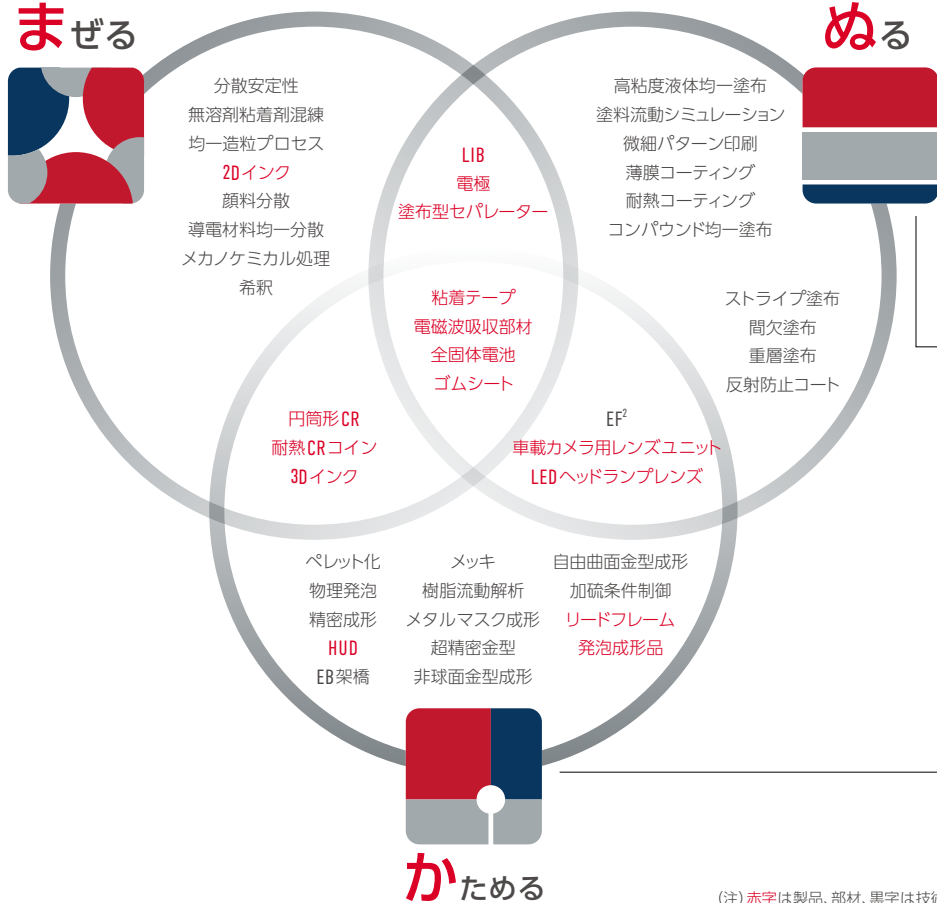 まぜる
ぬる
分散安定性
無溶剤粘着剤混練
均一造粒プロセス
2Dインク
顔料分散
導電材料均一分散
メカノケミカル処理
希釈
LIB
電極
塗布型セパレーター
高粘度液体均一塗布
塗料流動シミュレーション
微細パターン印刷
薄膜コーティング
耐熱コーティング
コンパウンド均一塗布
ストライプ塗布
間欠塗布
重層塗布
反射防止コート
粘着テープ
電磁波吸収部材
全固体電池
ゴムシート
円筒形CR
耐熱CRコイン
3Dインク
EF²
車載カメラ用レンズユニット
LEDヘッドランプレンズ
ペレット化
物理発泡
精密成形
HUD
EB架橋
メッキ
樹脂流動解析
メタルマスク成形
超精密金型
非球面金型成形
自由曲面金型成形
加硫条件制御
リードフレーム
発泡成形品
かためる
(注)赤字は製品、部材、黒字は技術